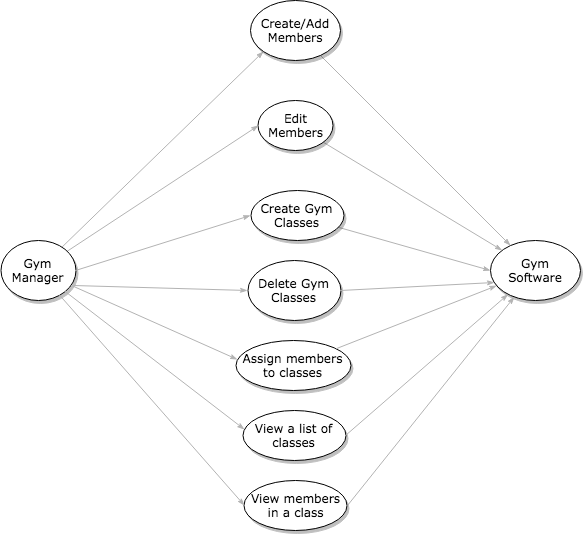 Create/Add
Members
Edit
Members
Create Gym
Classes
Gym
Manager
Delete Gym
Classes
Gym
Software
Assign members
to classes
View a list of
classes
View members
in a class